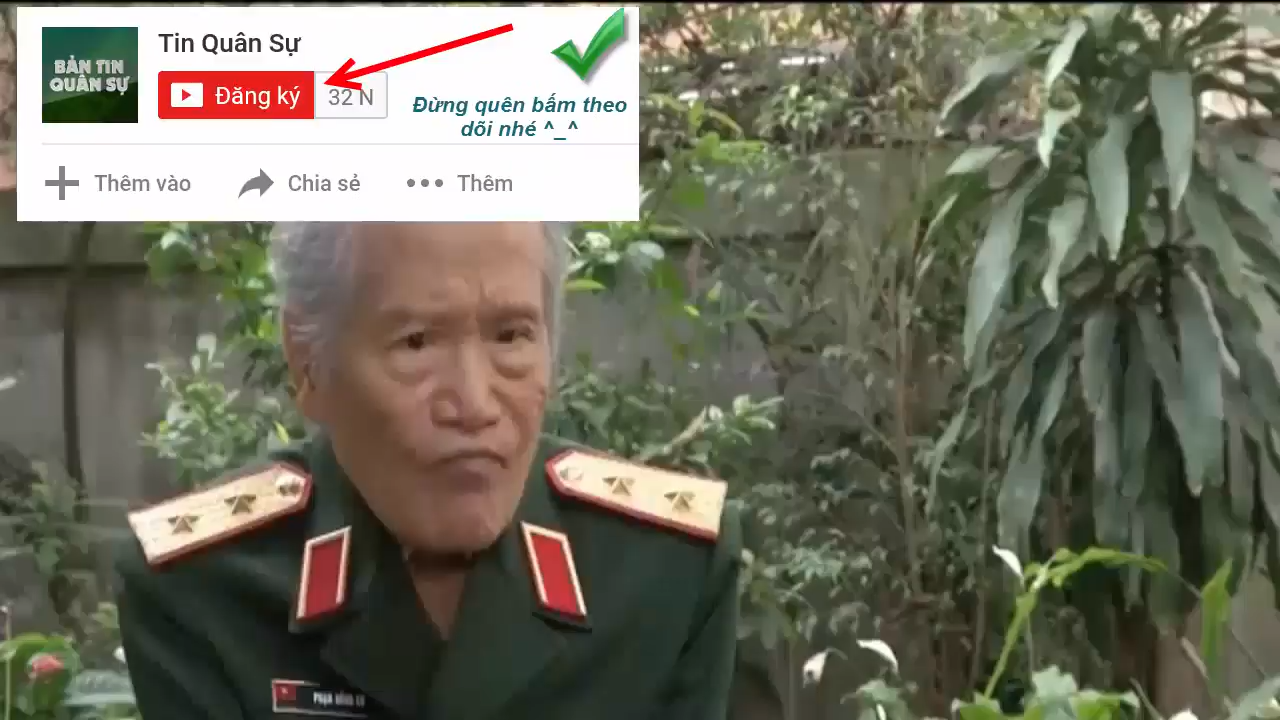 BẢN TIN
QUÂN SỰ
Tin Quân Sự
Đăng ký
32 N
Đừng quên bấm theo
dõi nhé ^_^
Thêm vào
Chia sẻ
Thêm